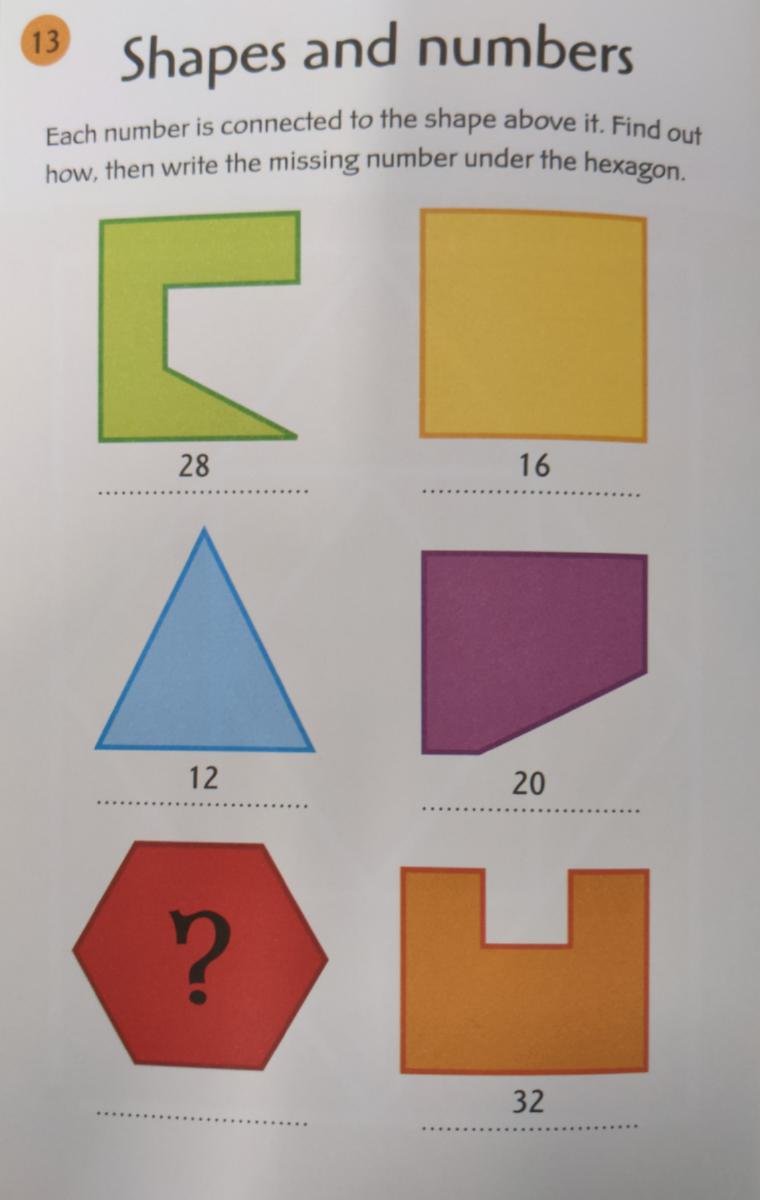 13
Shapes and numbers
Each number is connected to the shape above it. Find out
how, then write the missing number under the hexagon.
28
16
12
20
?
32